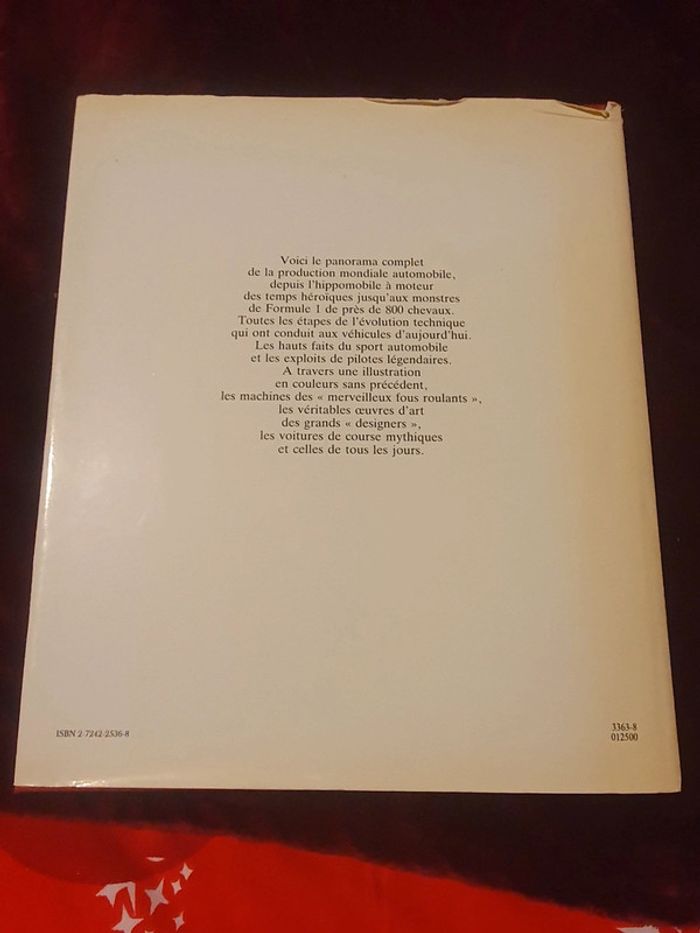 Voici le panorama complet
de la production mondiale automobile,
depuis l'hippomobile à moteur
des temps héroïques jusqu'aux monstres
de Formule 1 de près de 800 chevaux.
Toutes les étapes de l'évolution technique
qui ont conduit aux véhicules d'aujourd'hui.
Les hauts faits du sport automobile
et les exploits de pilotes légendaires.
A travers une illustration
en couleurs sans précédent,
les machines des « merveilleux fous roulants »,
les véritables œuvres d'art
des grands « designers »,
les voitures de course mythiques
et celles de tous les jours.
ISBN 2-7242-2536-8
3363-8
012500